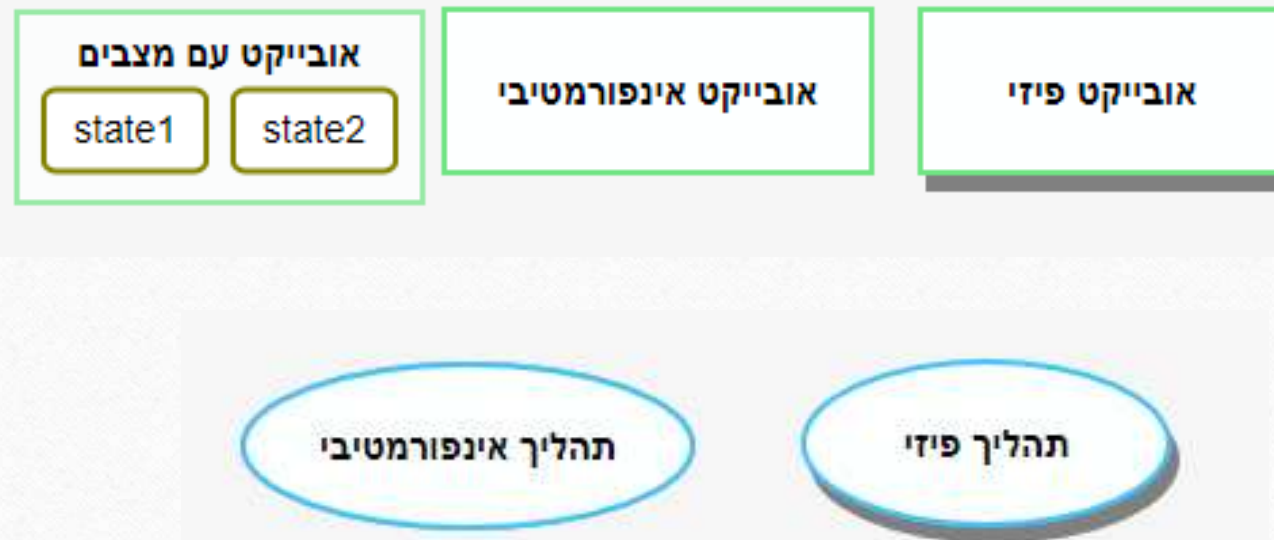 אובייקט פיזי
אובייקט אינפורמטיבי
אובייקט עם מצבים
state1
state2
תהליך פיזי
תהליך אינפורמטיבי